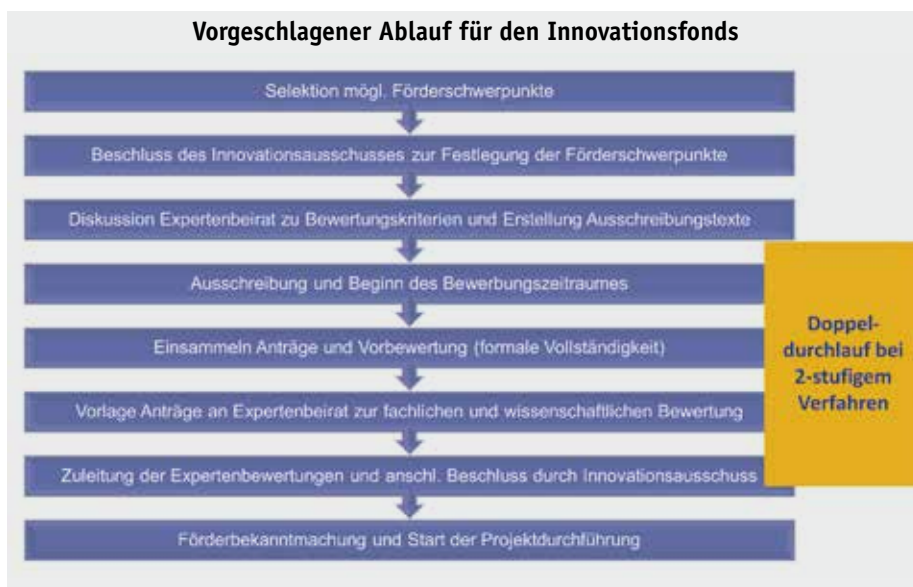 Vorgeschlagener Ablauf für den Innovationsfonds
Selektion mögl. Förderschwerpunkte
Beschluss des Innovationsausschusses zur Festlegung der Förderschwerpunkte
Diskussion Expertenbeirat zu Bewertungskriterien und Erstellung Ausschreibungstexte
Ausschreibung und Beginn des Bewerbungszeitraumes
Einsammeln Anträge und Vorbewertung (formale Vollständigkeit)
Vorlage Anträge an Expertenbeirat zur fachlichen und wissenschaftlichen Bewertung
Zuleitung der Expertenbewertungen und anschl. Beschluss durch Innovationsausschuss
Förderbekanntmachung und Start der Projektdurchführung
Doppel-
durchlauf bei
2-stufigem
Verfahren